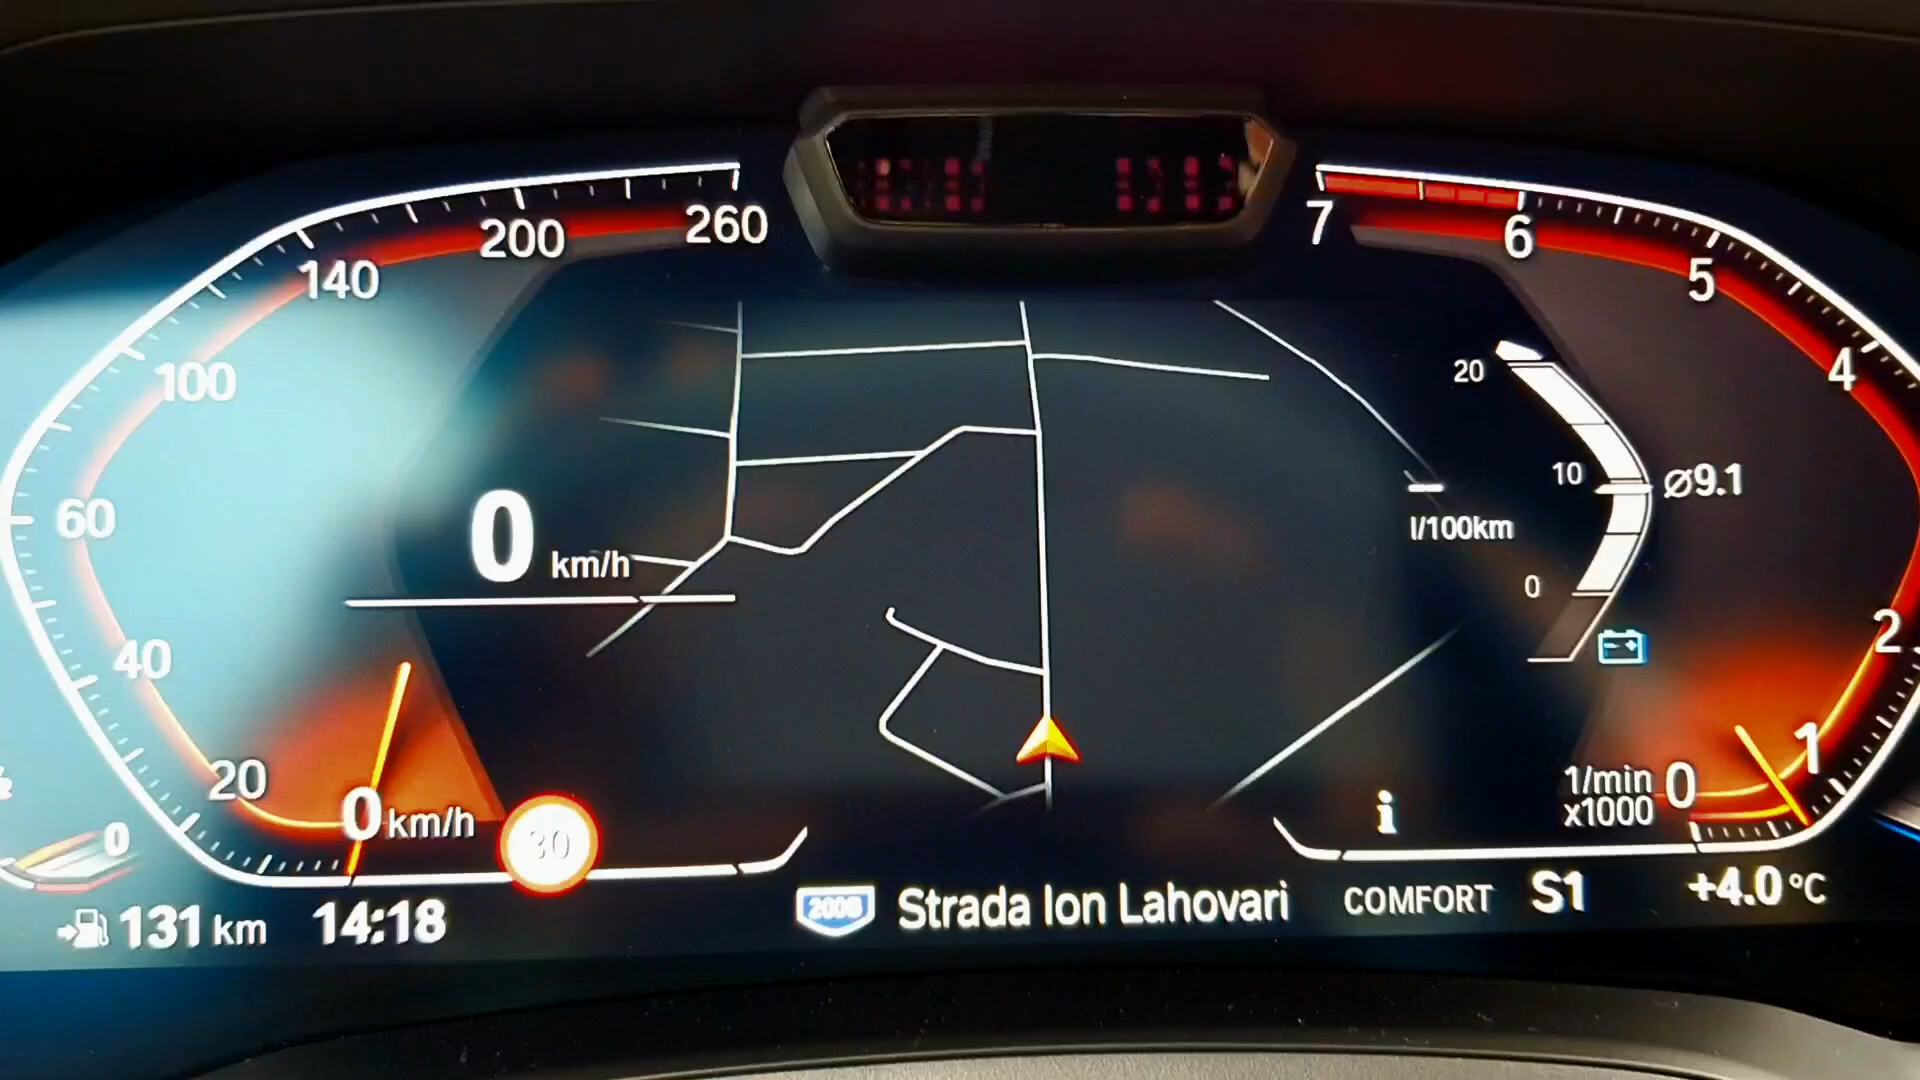 260
200
140
100
60
40
20
0 km/h
0 km/h
30
0
131 km
14:18
7
6
5
4
2
1
0
1/min
x1000
20
10
0
⌀9.1
l/100km
i
Strada Ion Lahovari
COMFORT
S1
+4.0 °C